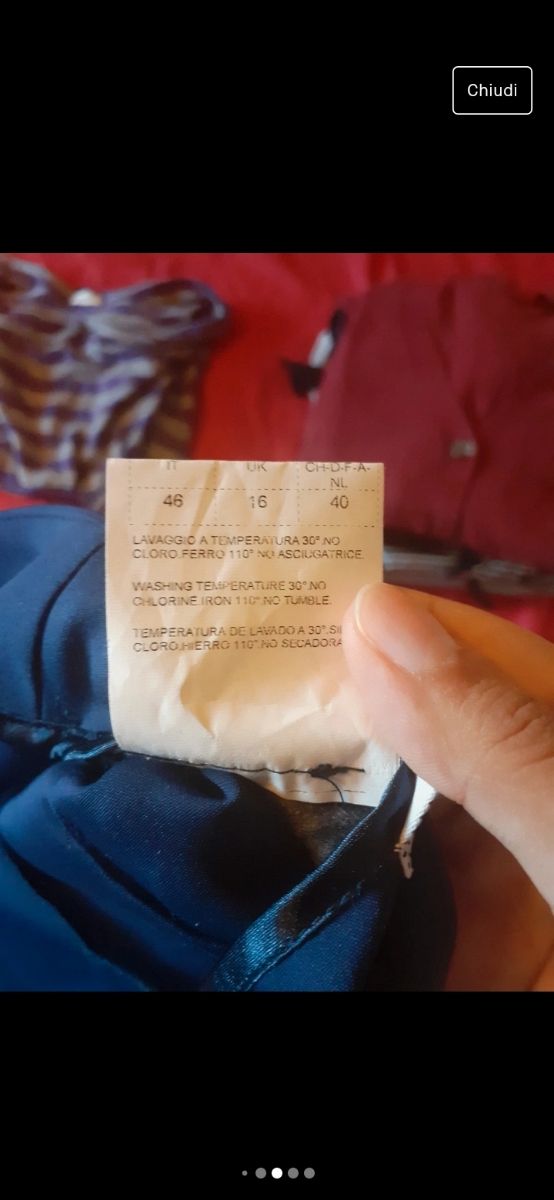 Chiudi
IT UK CH-D-F-A-
NL
46 16 40
LAVAGGIO A TEMPERATURA 30°.NO
CLORO.FERRO 110° NO ASCIUGATRICE.
WASHING TEMPERATURE 30°.NO
CHLORINE.IRON 110°.NO TUMBLE.
TEMPERATURA DE LAVADO A 30°.SI
CLORO.HIERRO 110°.NO SECADORA